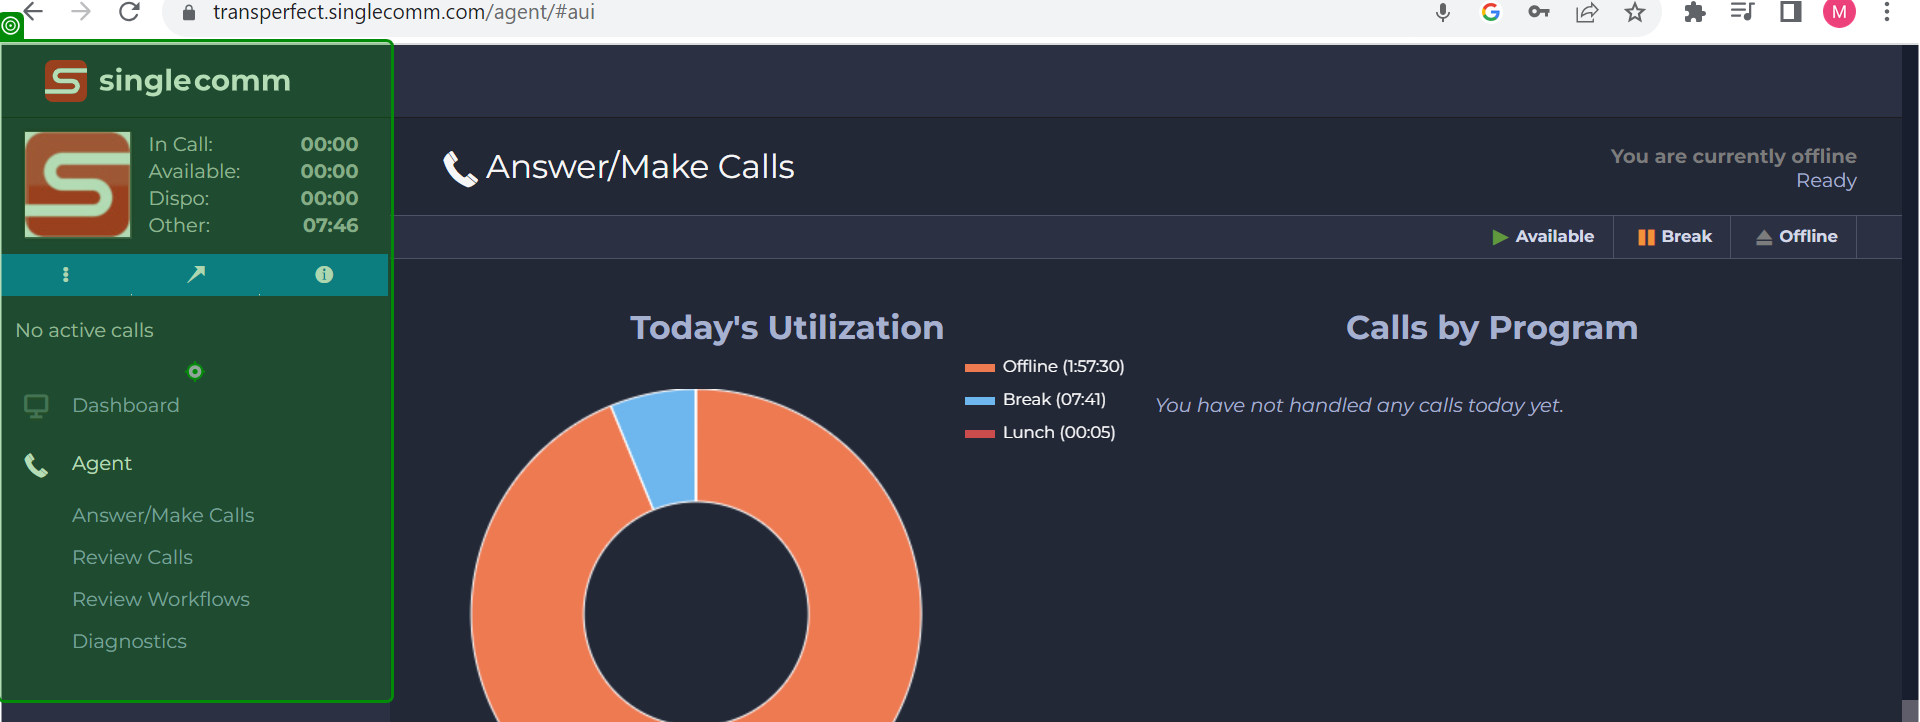 transperfect.singlecomm.com/agent/#aui
M
singlecomm
In Call: 00:00
Available: 00:00
Dispo: 00:00
Other: 07:46
No active calls
Dashboard
Agent
Answer/Make Calls
Review Calls
Review Workflows
Diagnostics
Answer/Make Calls
You are currently offline
Ready
Available
Break
Offline
Today's Utilization
Offline (1:57:30)
Break (07:41)
Lunch (00:05)
Calls by Program
You have not handled any calls today yet.